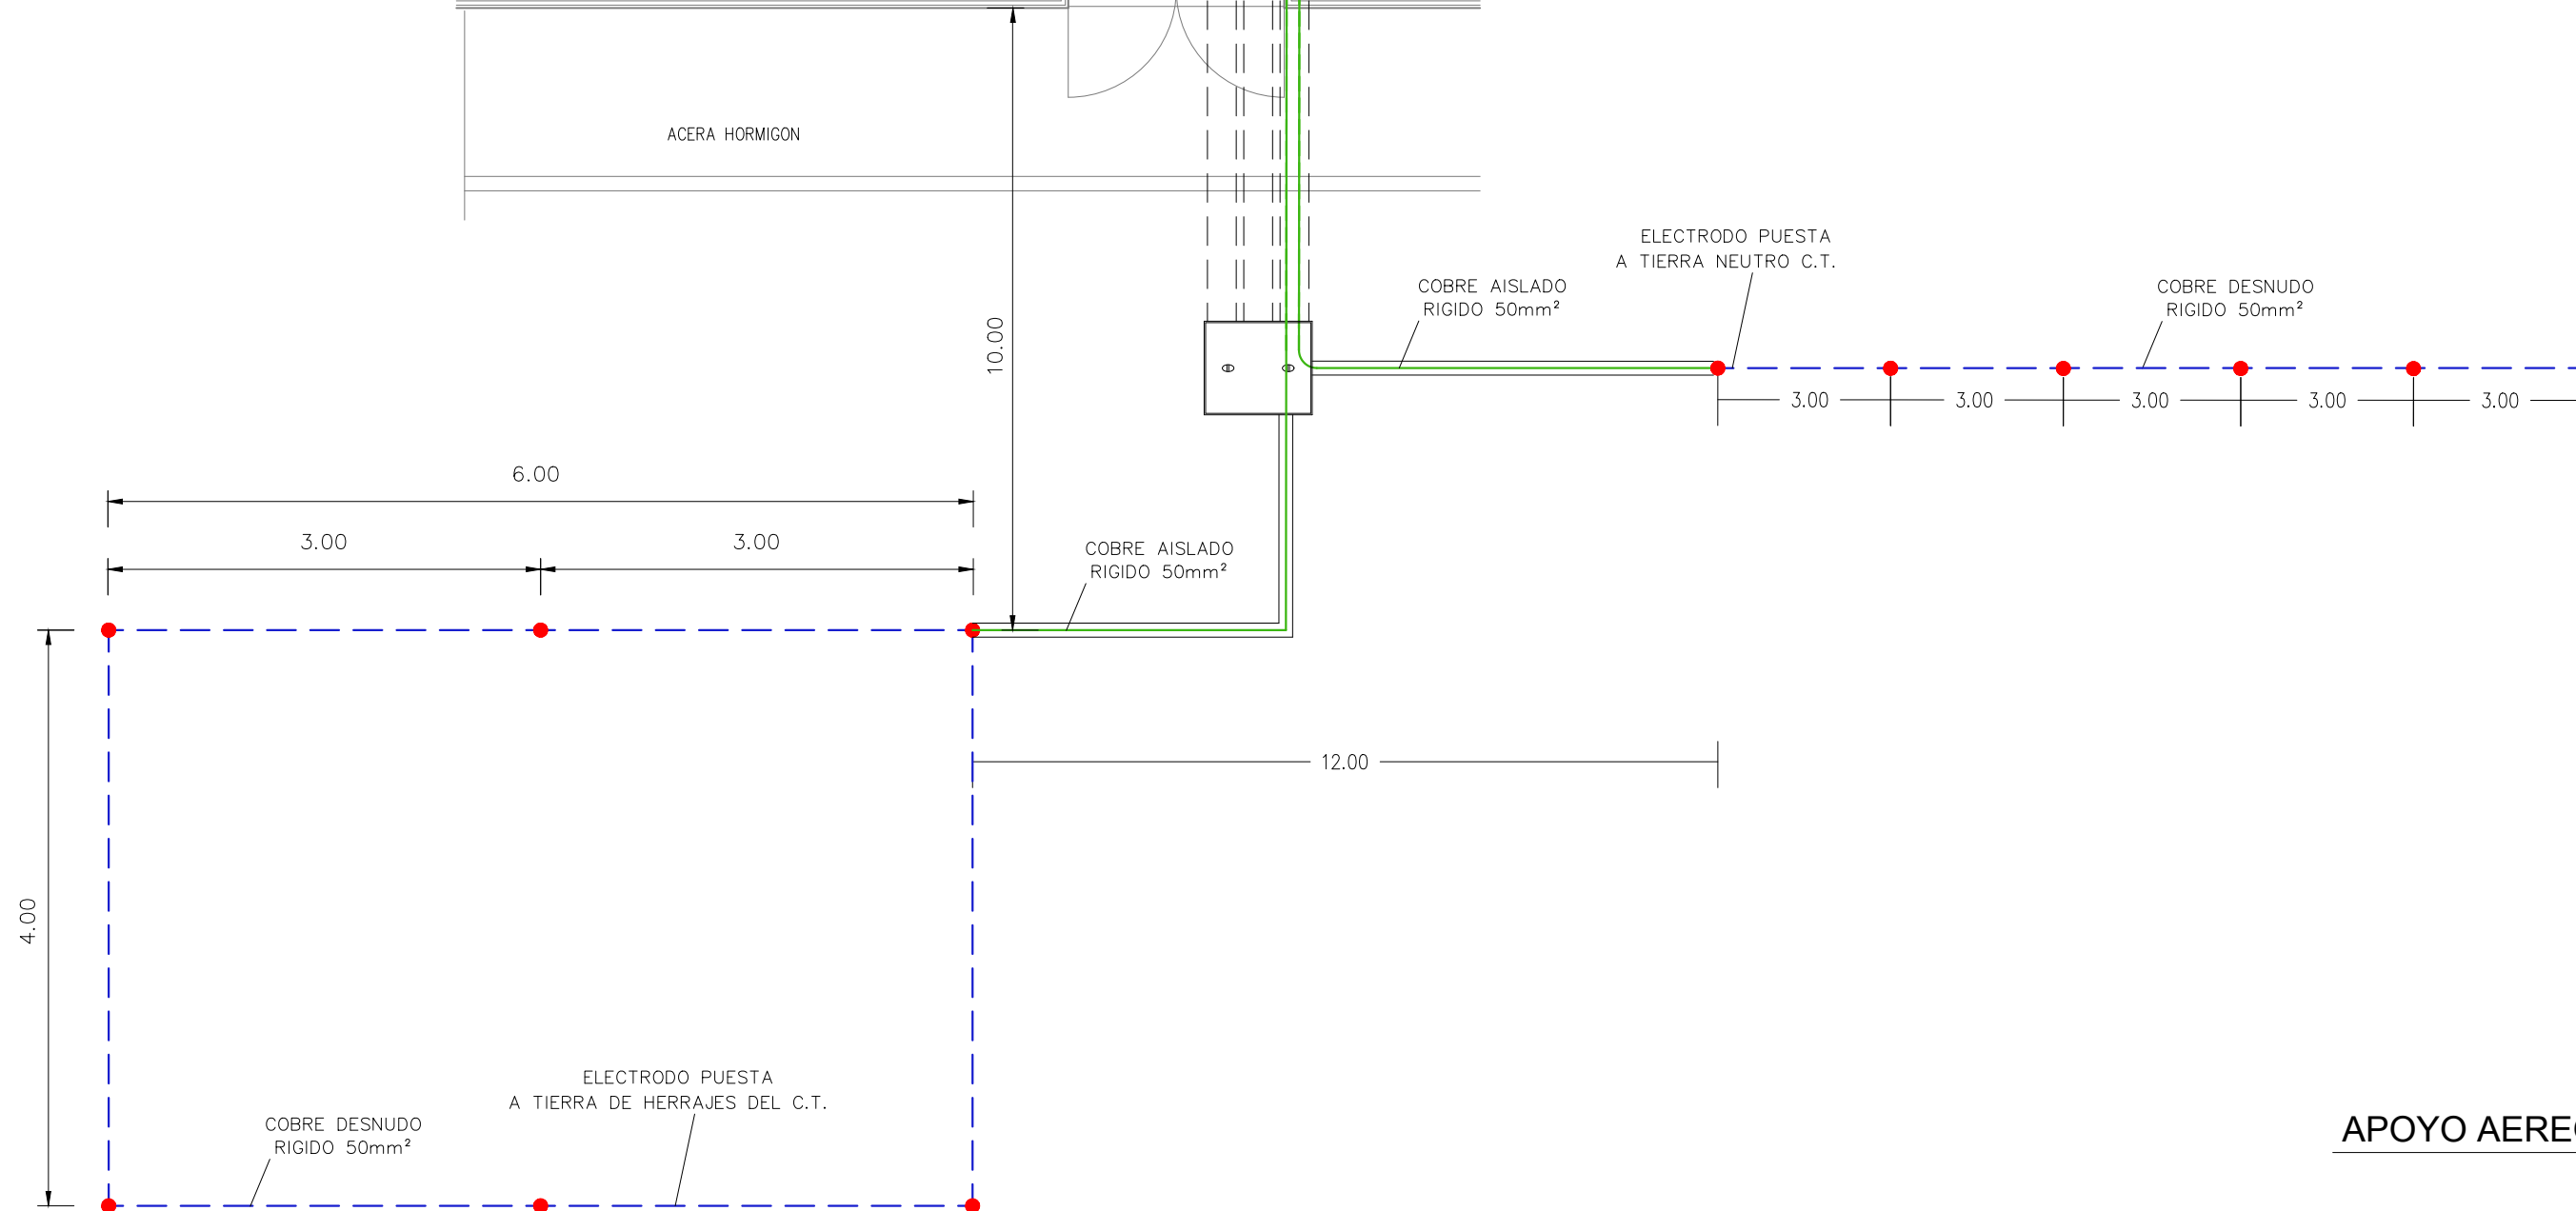 ACERA HORMIGON
ELECTRODO PUESTA
A TIERRA NEUTRO C.T.
COBRE AISLADO
RIGIDO 50mm²
COBRE DESNUDO
RIGIDO 50mm²
10.00
3.00
3.00
3.00
3.00
3.00
6.00
3.00
3.00
COBRE AISLADO
RIGIDO 50mm²
12.00
4.00
ELECTRODO PUESTA
A TIERRA DE HERRAJES DEL C.T.
COBRE DESNUDO
RIGIDO 50mm²
APOYO